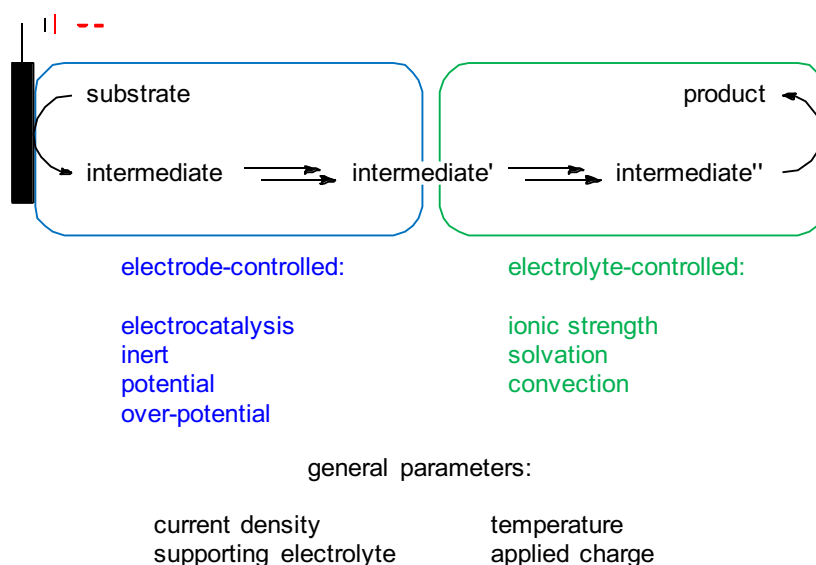 substrate product
intermediate intermediate' intermediate''
electrode-controlled: electrolyte-controlled:
electrocatalysis ionic strength
inert solvation
potential convection
over-potential
general parameters:
current density temperature
supporting electrolyte applied charge